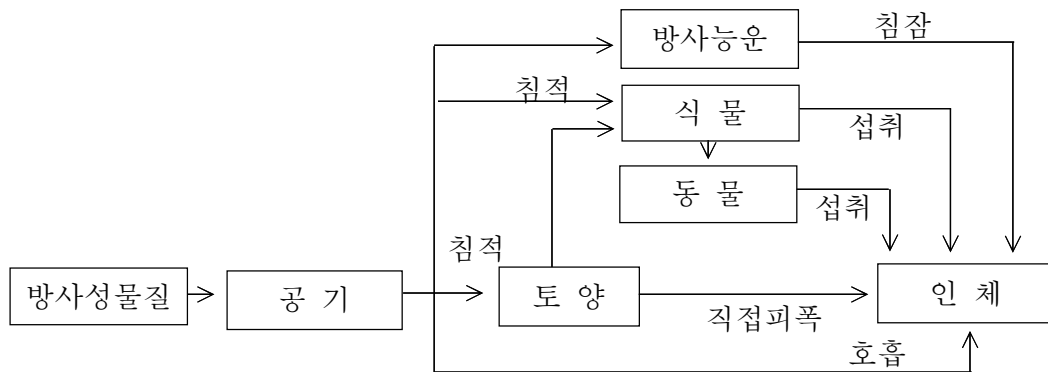 방사능운
침잠
침적
식 물
섭취
동 물
섭취
침적
방사성물질
공 기
토 양
직접피폭
인 체
호흡